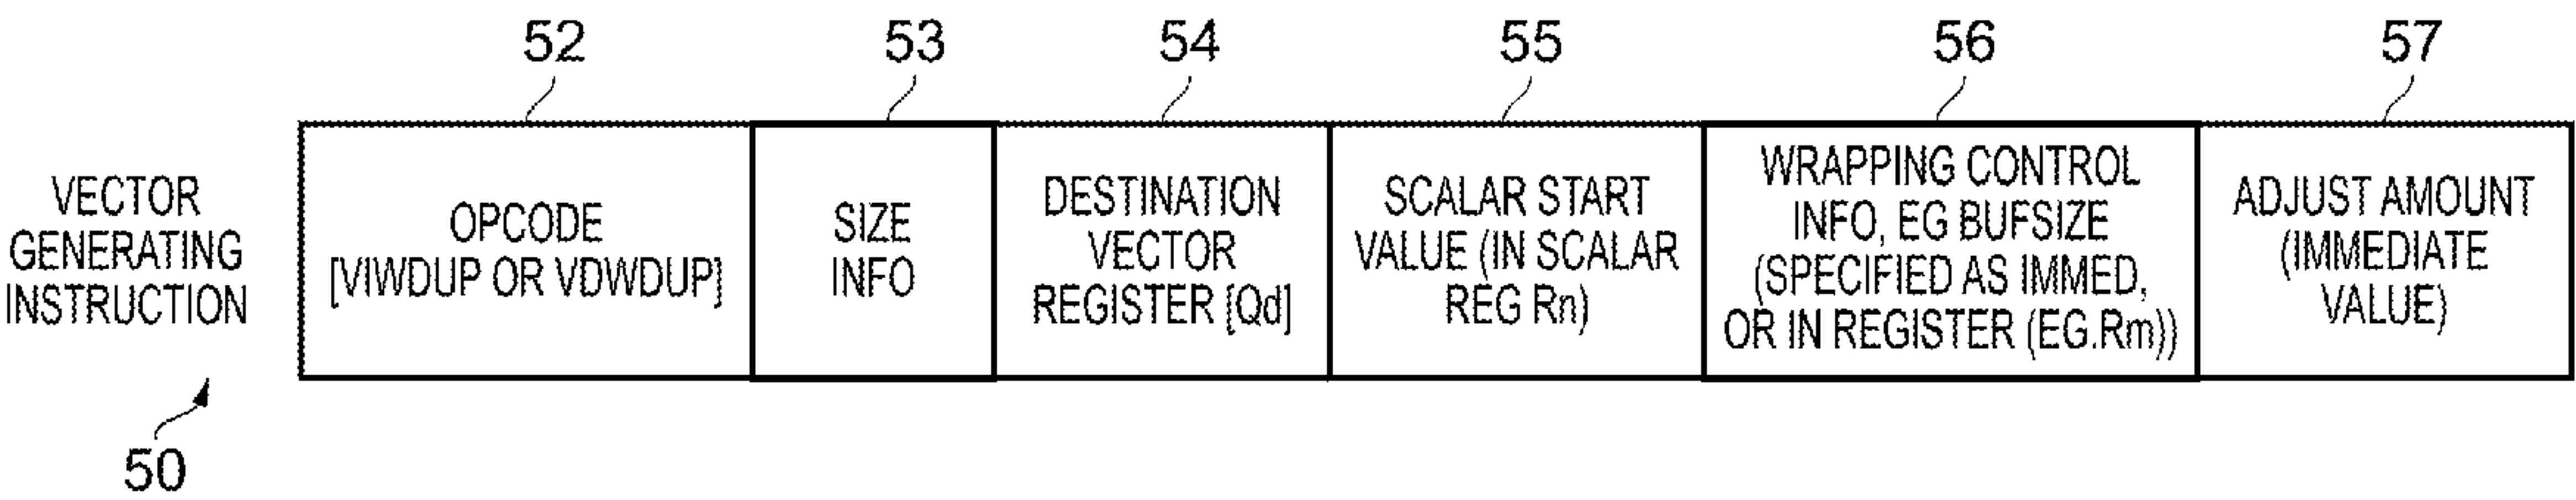 52
53
54
55
56
57
VECTOR
GENERATING
INSTRUCTION
50
OPCODE
[VIWDUP OR VDWDUP]
SIZE
INFO
DESTINATION
VECTOR
REGISTER [Qd]
SCALAR START
VALUE (IN SCALAR
REG Rn)
WRAPPING CONTROL
INFO, EG BUFSIZE
(SPECIFIED AS IMMED,
OR IN REGISTER (EG.Rm))
ADJUST AMOUNT
(IMMEDIATE
VALUE)